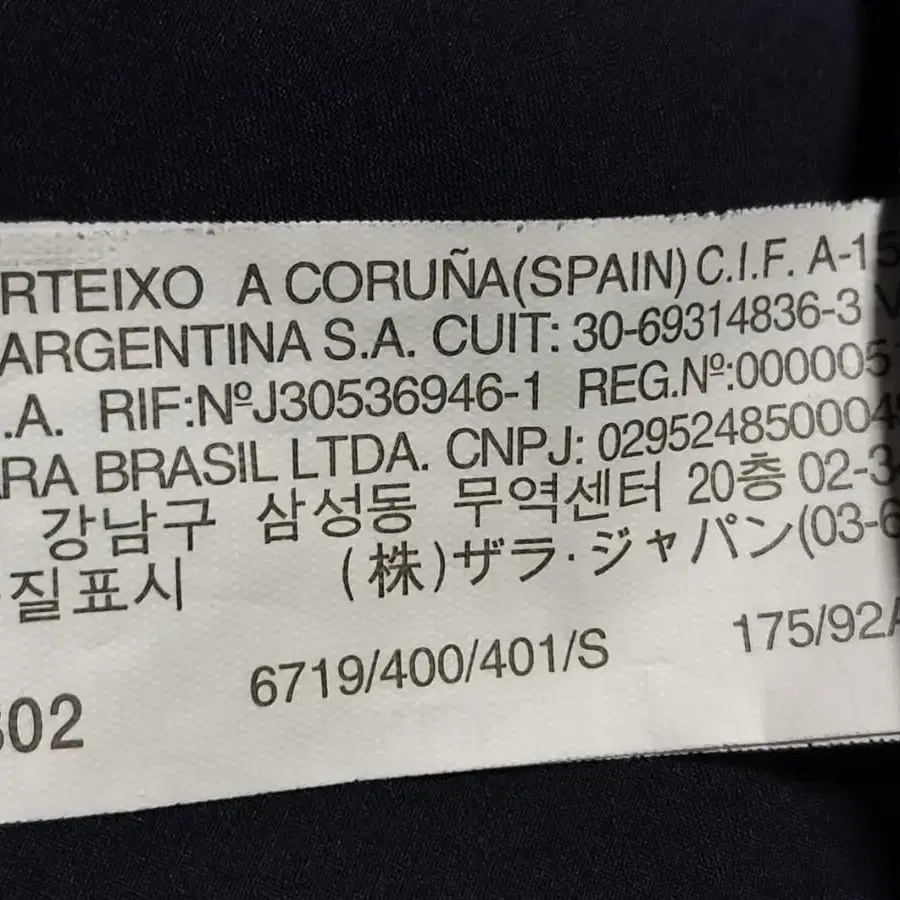 RTEIXO A CORUÑA(SPAIN) C.I.F. A-15
ARGENTINA S.A. CUIT: 30-69314836-3 V
.A. RIF:NºJ30536946-1 REG.Nº:0000051
RA BRASIL LTDA. CNPJ: 0295248500004
강남구 삼성동 무역센터 20층 02-3
질표시 (株)ザラ·ジャパン(03-6
6719/400/401/S 175/92A
302